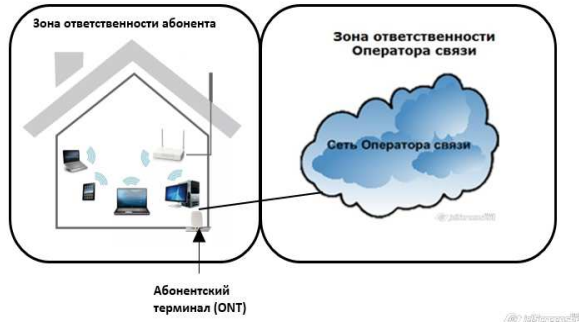 Зона ответственности абонента
Зона ответственности
Оператора связи
Сеть Оператора связи
Абонентский
терминал (ONT)